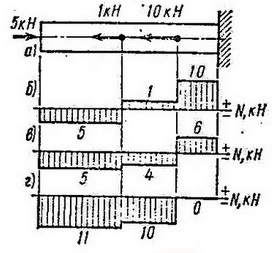 5кН 1кН 10кН
а)
б) 1 10
5 ± N, кН
в) 6
5 4 ± N, кН
г) 0 ± N, кН
11 10